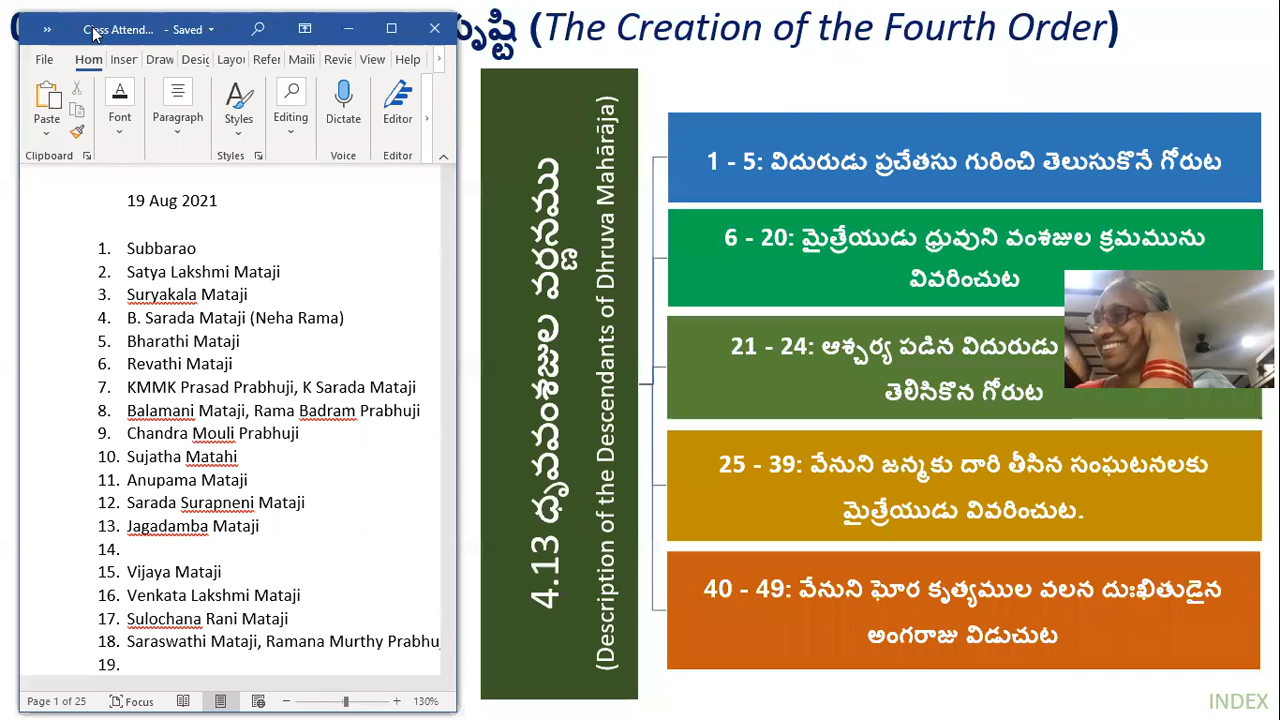 సృష్టి (The Creation of the Fourth Order)
Class Attend... - Saved
File Hom Inser Draw Desig Layou Refer Maili Revie View Help
Paste Font Paragraph Styles Editing Dictate Editor
Clipboard Styles Voice Editor
19 Aug 2021
1. Subbarao
2. Satya Lakshmi Mataji
3. Suryakala Mataji
4. B. Sarada Mataji (Neha Rama)
5. Bharathi Mataji
6. Revathi Mataji
7. KMMK Prasad Prabhuji, K Sarada Mataji
8. Balamani Mataji, Rama Badram Prabhuji
9. Chandra Mouli Prabhuji
10. Sujatha Matahi
11. Anupama Mataji
12. Sarada Surapneni Mataji
13. Jagadamba Mataji
14.
15. Vijaya Mataji
16. Venkata Lakshmi Mataji
17. Sulochana Rani Mataji
18. Saraswathi Mataji, Ramana Murthy Prabhu
19.
Page 1 of 25 Focus 130%
4.13 ధృవవంశజుల వర్ణనము
(Description of the Descendants of Dhruva Mahārāja)
1 - 5: విదురుడు ప్రచేతసు గురించి తెలుసుకొనే గోరుట
6 - 20: మైత్రేయుడు ధ్రువుని వంశజుల క్రమమును
వివరించుట
21 - 24: ఆశ్చర్య పడిన విదురుడు
తెలిసికొన గోరుట
25 - 39: వేనుని జన్మకు దారి తీసిన సంఘటనలకు
మైత్రేయుడు వివరించుట.
40 - 49: వేనుని ఘోర కృత్యముల వలన దుఃఖితుడైన
అంగరాజు విడుచుట
INDEX